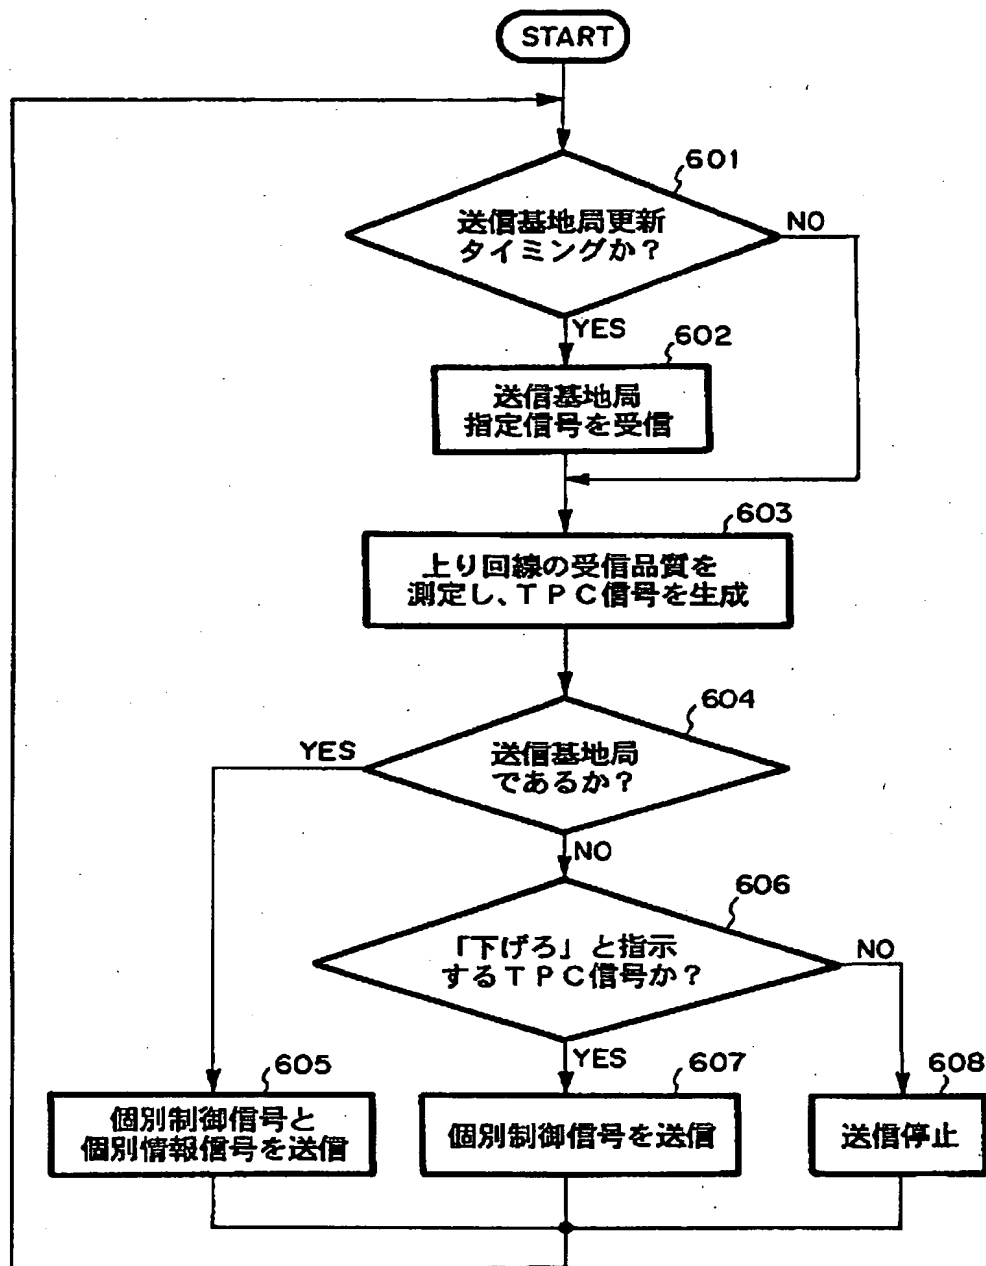 START
601
送信基地局更新
タイミングか?
NO
YES
602
送信基地局
指定信号を受信
603
上り回線の受信品質を
測定し、TPC信号を生成
604
YES
送信基地局
であるか?
NO
606
「下げろ」と指示
するTPC信号か?
NO
YES
605
607
608
個別制御信号と
個別情報信号を送信
個別制御信号を送信
送信停止